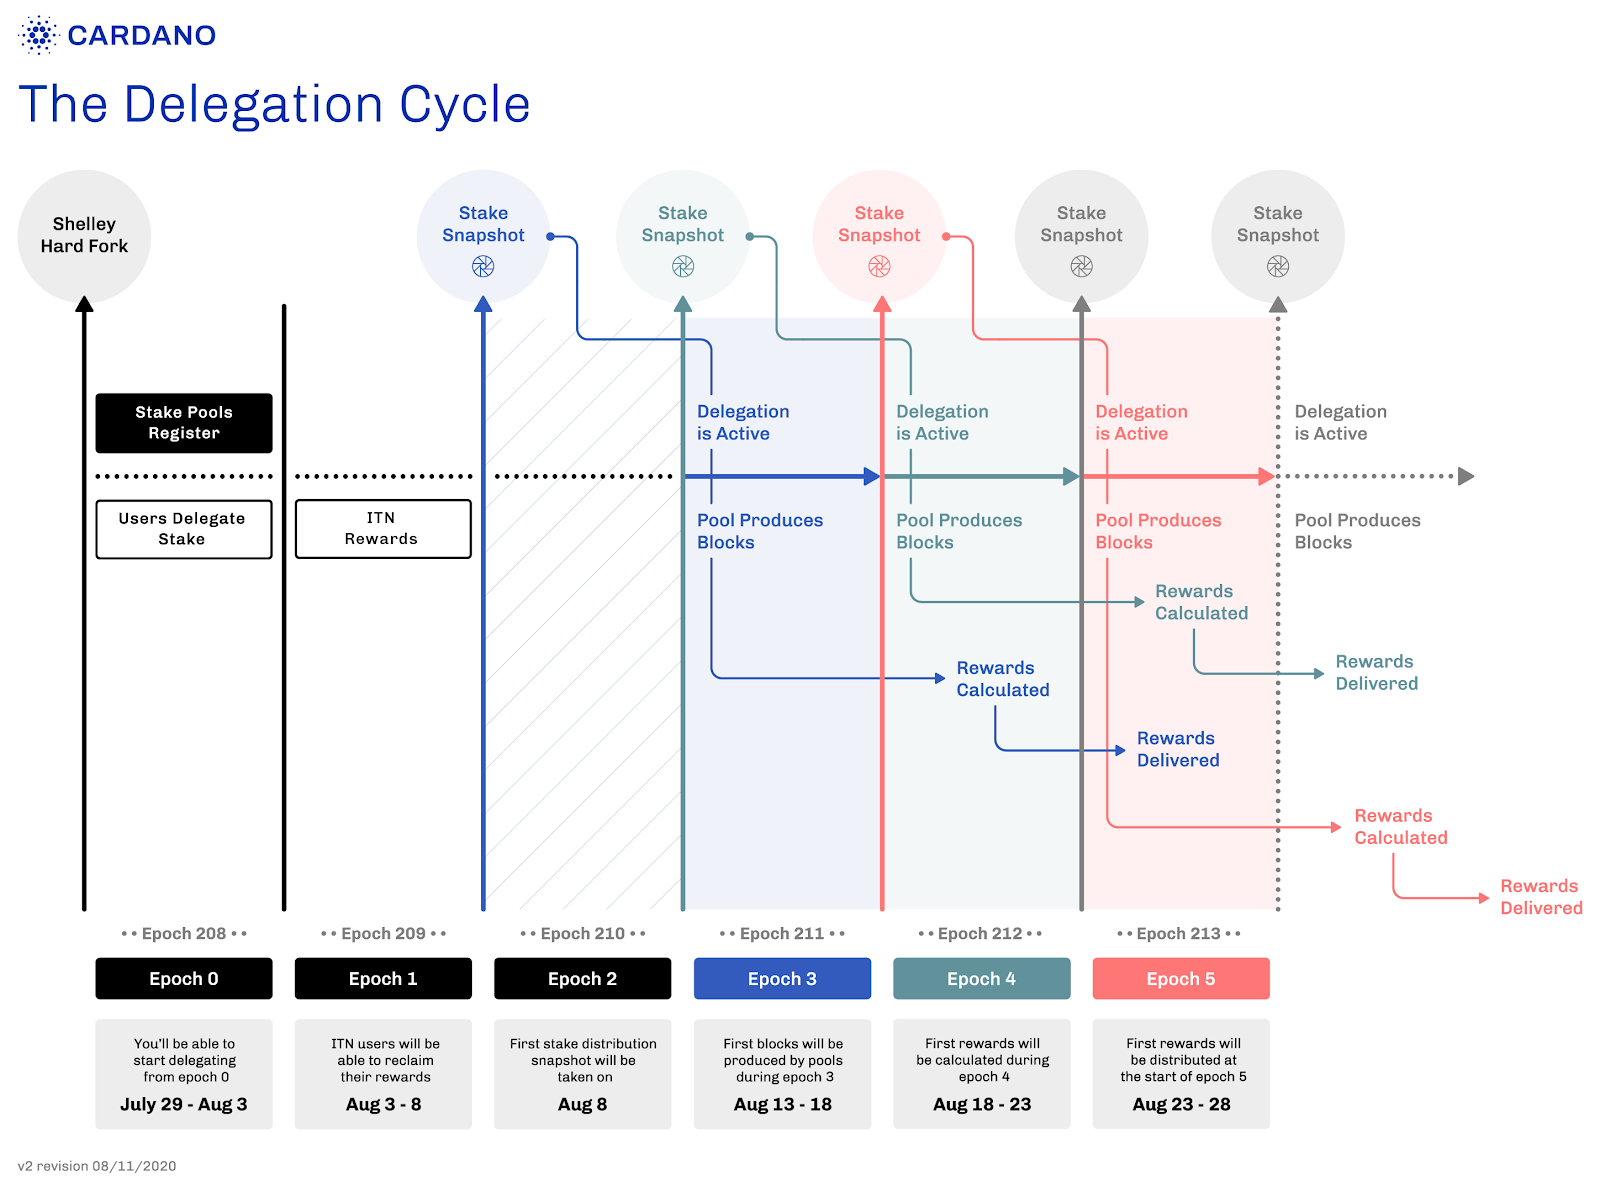 CARDANO
The Delegation Cycle
Shelley
Hard Fork
Stake
Snapshot
Stake
Snapshot
Stake
Snapshot
Stake
Snapshot
Stake
Snapshot
Stake Pools
Register
Users Delegate
Stake
ITN
Rewards
Delegation
is Active
Pool Produces
Blocks
Delegation
is Active
Pool Produces
Blocks
Delegation
is Active
Pool Produces
Blocks
Delegation
is Active
Pool Produces
Blocks
Rewards
Calculated
Rewards
Delivered
Rewards
Calculated
Rewards
Delivered
Rewards
Calculated
Rewards
Delivered
•• Epoch 208 ••
•• Epoch 209 ••
•• Epoch 210 ••
•• Epoch 211 ••
•• Epoch 212 ••
•• Epoch 213 ••
Epoch 0
Epoch 1
Epoch 2
Epoch 3
Epoch 4
Epoch 5
You'll be able to
start delegating
from epoch 0
July 29 - Aug 3
ITN users will be
able to reclaim
their rewards
Aug 3 - 8
First stake distribution
snapshot will be
taken on
Aug 8
First blocks will be
produced by pools
during epoch 3
Aug 13 - 18
First rewards will
be calculated during
epoch 4
Aug 18 - 23
First rewards will
be distributed at
the start of epoch 5
Aug 23 - 28
v2 revision 08/11/2020